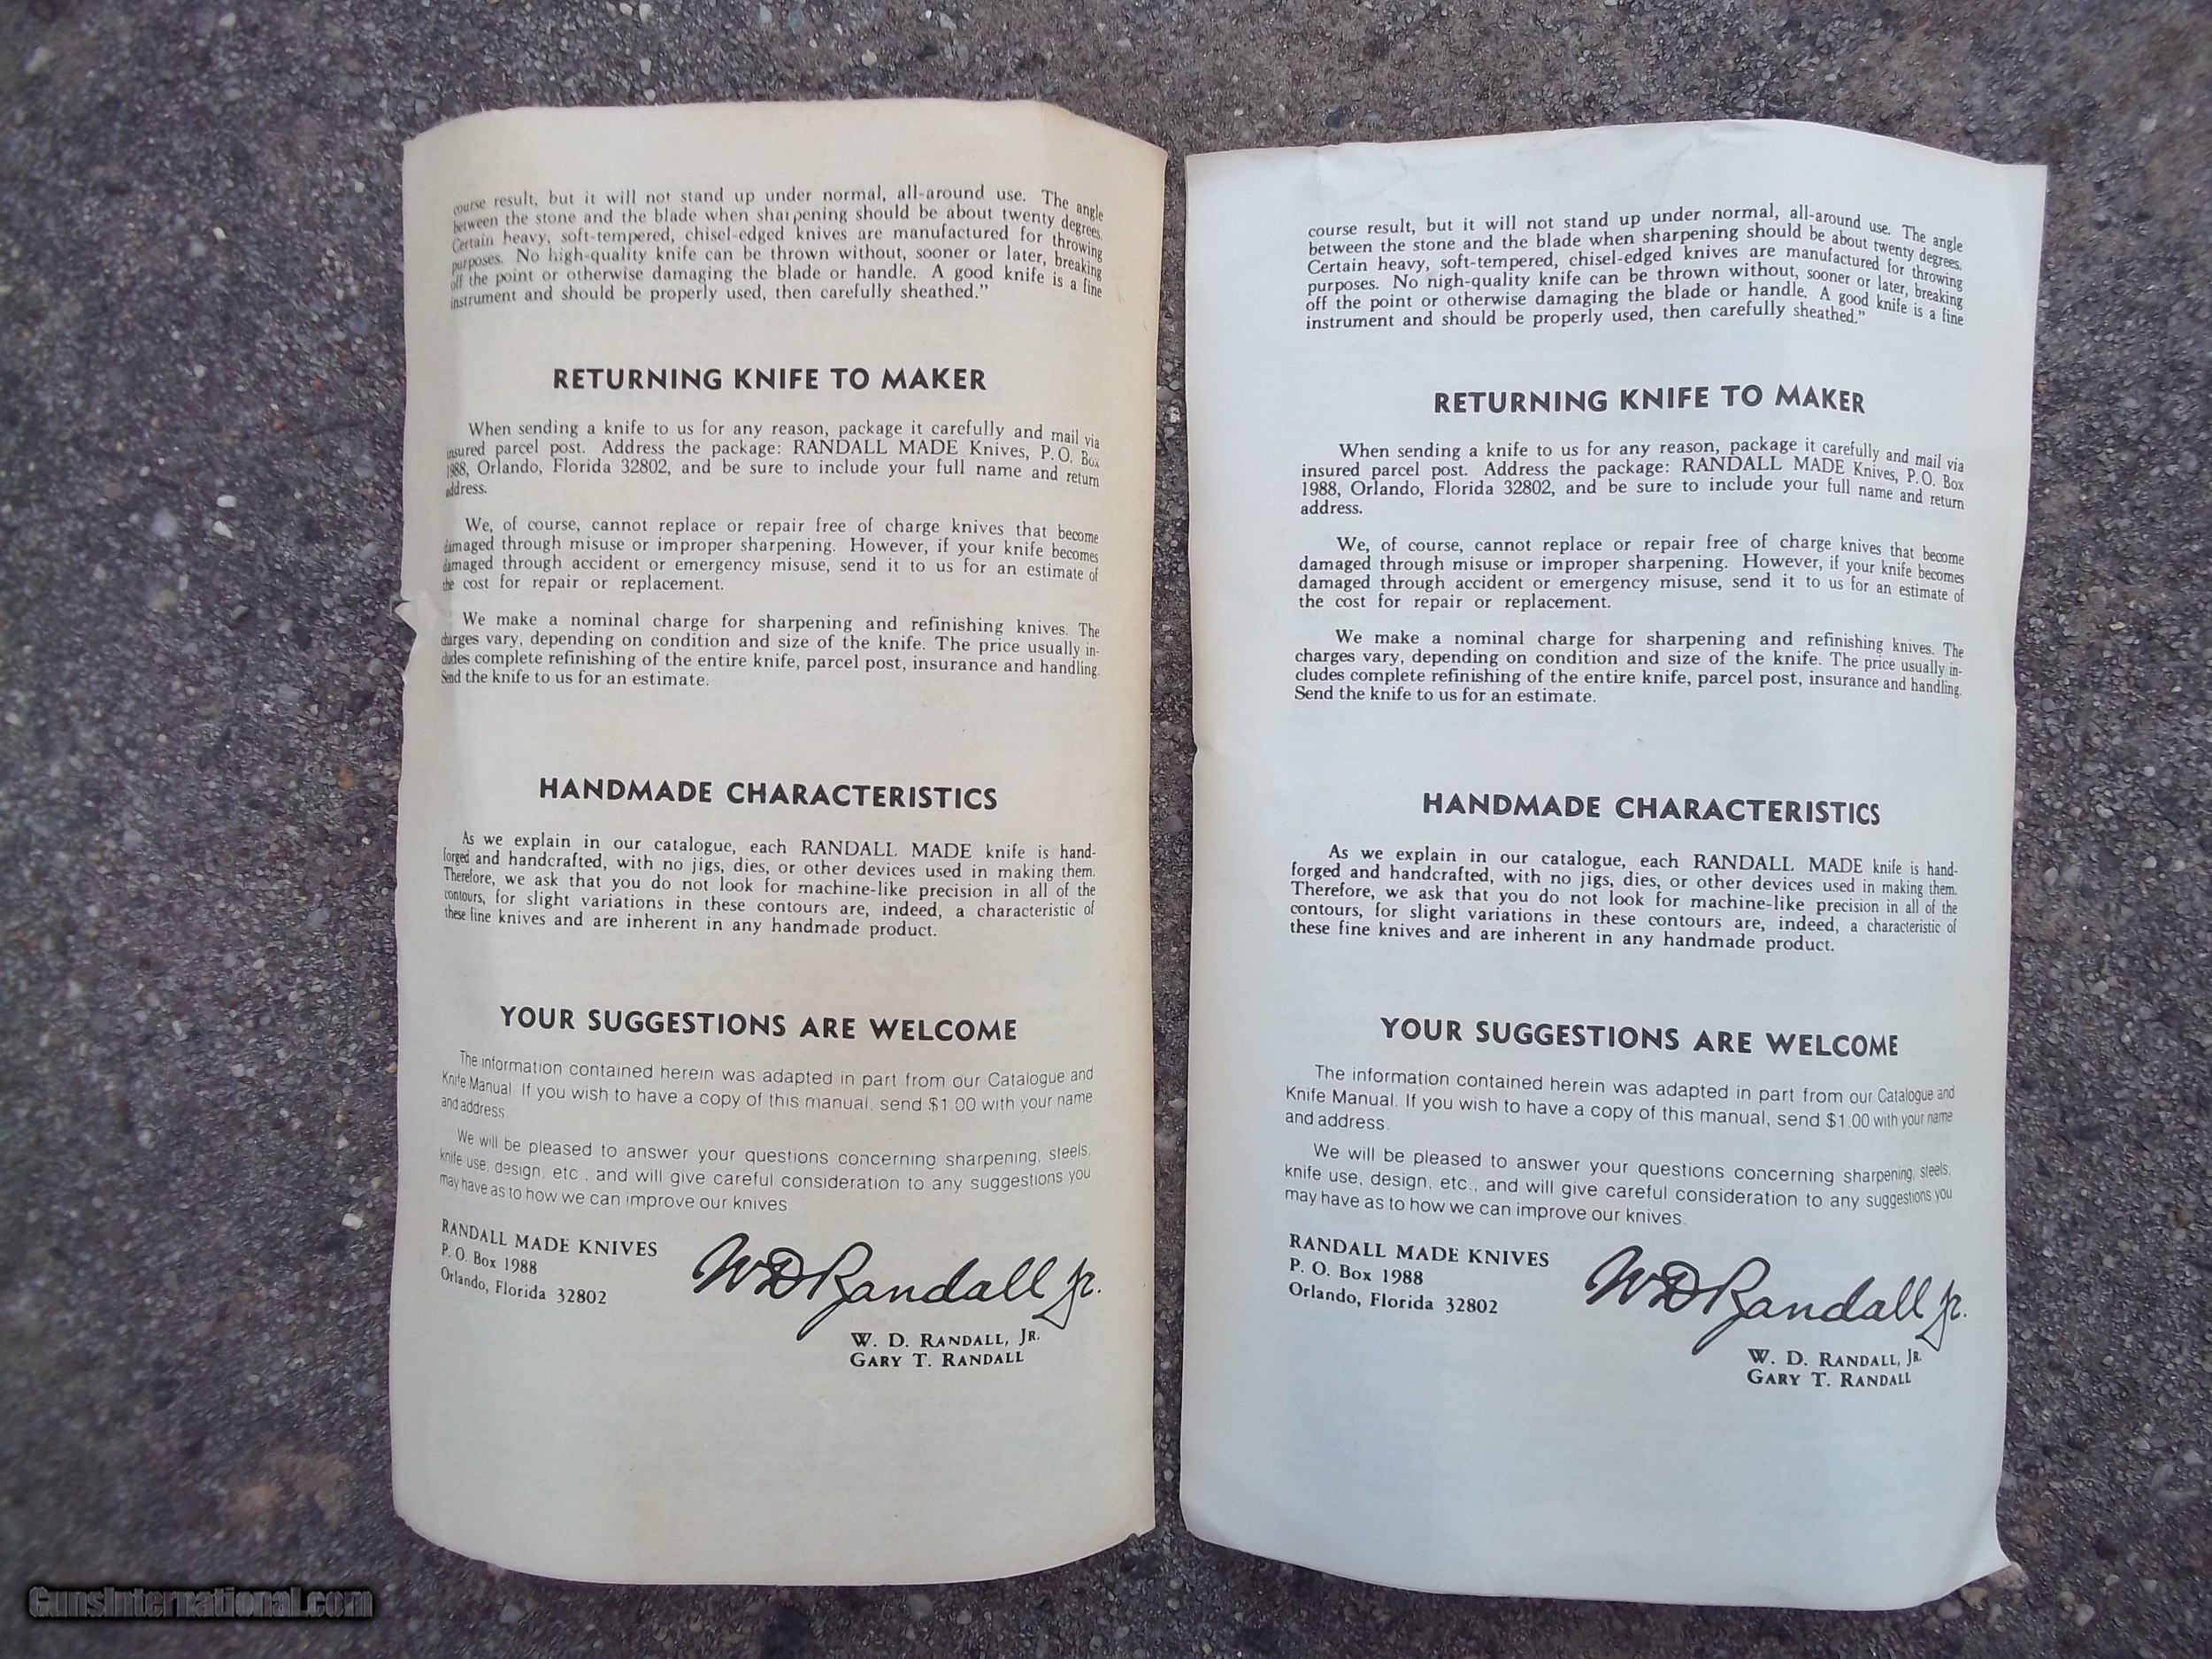 course result, but it will not stand up under normal, all-around use. The angle
between the stone and the blade when sharpening should be about twenty degrees.
Certain heavy, soft-tempered, chisel-edged knives are manufactured for throwing
purposes. No high-quality knife can be thrown without, sooner or later, breaking
off the point or otherwise damaging the blade or handle. A good knife is a fine
instrument and should be properly used, then carefully sheathed."
RETURNING KNIFE TO MAKER
When sending a knife to us for any reason, package it carefully and mail via
insured parcel post. Address the package: RANDALL MADE Knives, P.O. Box
1988, Orlando, Florida 32802, and be sure to include your full name and return
address.
We, of course, cannot replace or repair free of charge knives that become
damaged through misuse or improper sharpening. However, if your knife becomes
damaged through accident or emergency misuse, send it to us for an estimate of
the cost for repair or replacement.
We make a nominal charge for sharpening and refinishing knives. The
charges vary, depending on condition and size of the knife. The price usually in-
cludes complete refinishing of the entire knife, parcel post, insurance and handling.
Send the knife to us for an estimate.
HANDMADE CHARACTERISTICS
As we explain in our catalogue, each RANDALL MADE knife is hand-
forged and handcrafted, with no jigs, dies, or other devices used in making them.
Therefore, we ask that you do not look for machine-like precision in all of the
contours, for slight variations in these contours are, indeed, a characteristic of
these fine knives and are inherent in any handmade product.
YOUR SUGGESTIONS ARE WELCOME
The information contained herein was adapted in part from our Catalogue and
Knife Manual. If you wish to have a copy of this manual, send $1.00 with your name
and address.
We will be pleased to answer your questions concerning sharpening, steels,
knife use, design, etc., and will give careful consideration to any suggestions you
may have as to how we can improve our knives.
RANDALL MADE KNIVES
P. O. Box 1988
Orlando, Florida 32802
WDRandall Jr.
W. D. RANDALL, JR.
GARY T. RANDALL
course result, but it will not stand up under normal, all-around use. The angle
between the stone and the blade when sharpening should be about twenty degrees.
Certain heavy, soft-tempered, chisel-edged knives are manufactured for throwing
purposes. No nigh-quality knife can be thrown without, sooner or later, breaking
off the point or otherwise damaging the blade or handle. A good knife is a fine
instrument and should be properly used, then carefully sheathed."
RETURNING KNIFE TO MAKER
When sending a knife to us for any reason, package it carefully and mail via
insured parcel post. Address the package: RANDALL MADE Knives, P.O. Box
1988, Orlando, Florida 32802, and be sure to include your full name and return
address.
We, of course, cannot replace or repair free of charge knives that become
damaged through misuse or improper sharpening. However, if your knife becomes
damaged through accident or emergency misuse, send it to us for an estimate of
the cost for repair or replacement.
We make a nominal charge for sharpening and refinishing knives. The
charges vary, depending on condition and size of the knife. The price usually in-
cludes complete refinishing of the entire knife, parcel post, insurance and handling.
Send the knife to us for an estimate.
HANDMADE CHARACTERISTICS
As we explain in our catalogue, each RANDALL MADE knife is hand-
forged and handcrafted, with no jigs, dies, or other devices used in making them.
Therefore, we ask that you do not look for machine-like precision in all of the
contours, for slight variations in these contours are, indeed, a characteristic of
these fine knives and are inherent in any handmade product.
YOUR SUGGESTIONS ARE WELCOME
The information contained herein was adapted in part from our Catalogue and
Knife Manual. If you wish to have a copy of this manual, send $1.00 with your name
and address.
We will be pleased to answer your questions concerning sharpening, steels,
knife use, design, etc., and will give careful consideration to any suggestions you
may have as to how we can improve our knives.
RANDALL MADE KNIVES
P. O. Box 1988
Orlando, Florida 32802
WDRandall Jr.
W. D. RANDALL, JR.
GARY T. RANDALL
GunsInternational.com